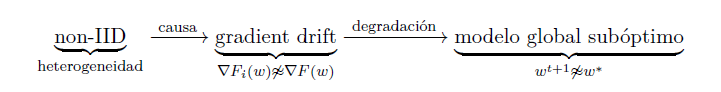 non-IID causa gradient drift degradación modelo global subóptimo
heterogeneidad ∇F_i(w)≉∇F(w) w^{t+1}≉w*